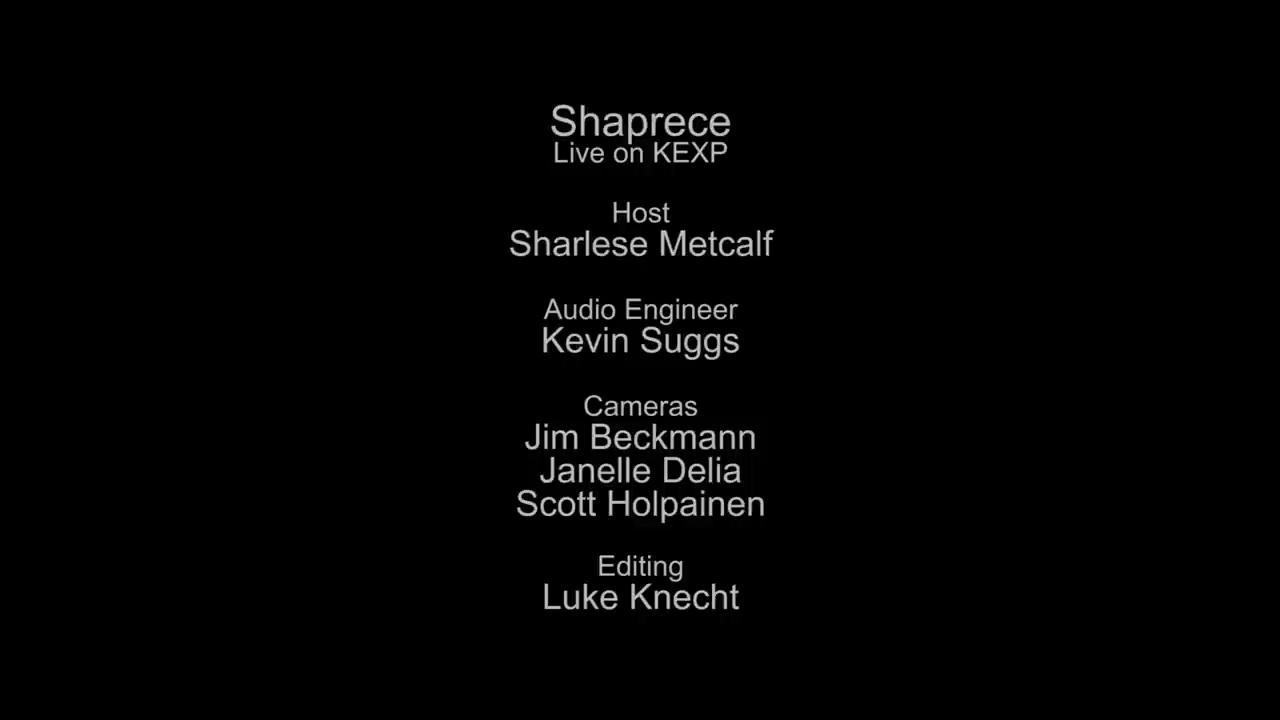 Shaprece
Live on KEXP
Host
Sharlese Metcalf
Audio Engineer
Kevin Suggs
Cameras
Jim Beckmann
Janelle Delia
Scott Holpainen
Editing
Luke Knecht